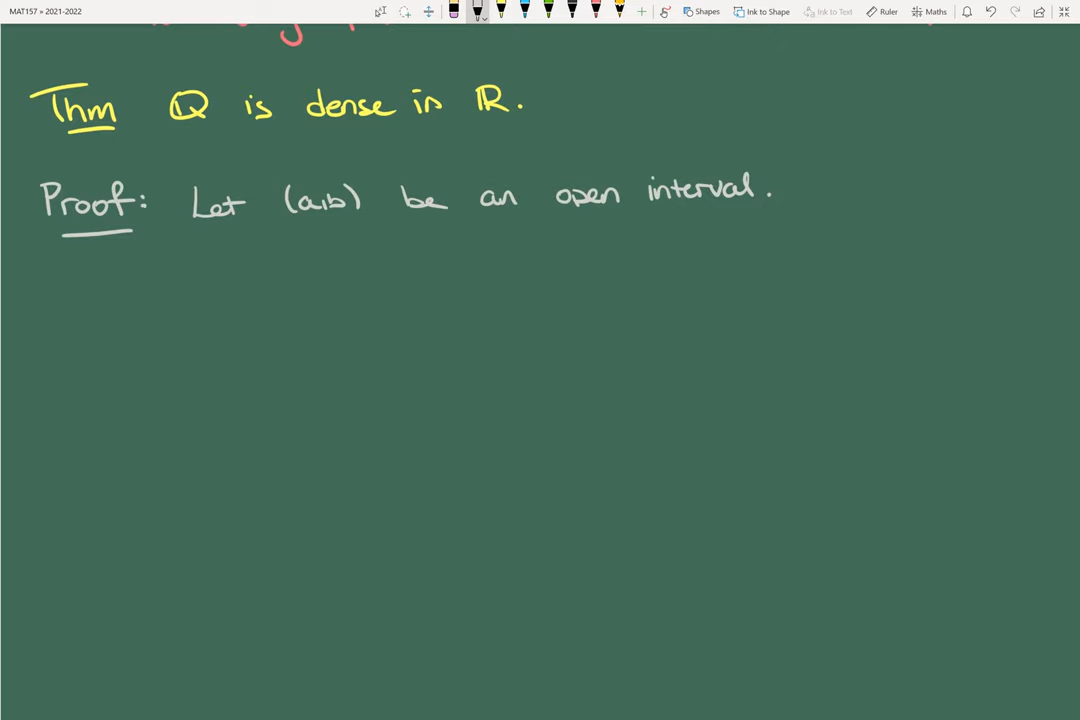 MAT157 » 2021-2022
Shapes
Ink to Shape
Ink to Text
Ruler
Maths
Thm ℚ is dense in ℝ.
Proof: Let (a,b) be an open interval.